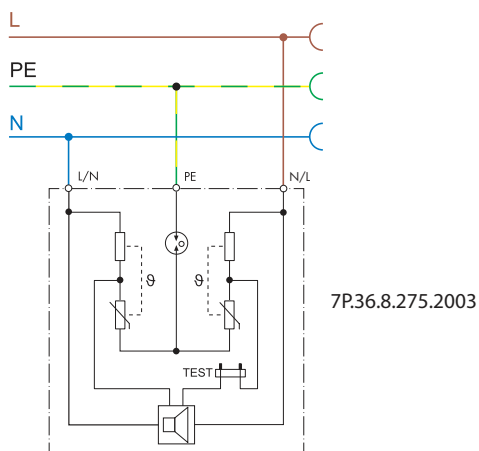 L
PE
N
L/N PE N/L
ϑ ϑ
7P.36.8.275.2003
TEST